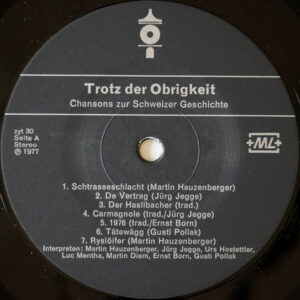 Trotz der Obrigkeit
Chansons zur Schweizer Geschichte
zyt 30
Seite A
Stereo
℗ 1977
+ML+
1. Schtrasseschlacht (Martin Hauzenberger)
2. De Vertrag (Jürg Jegge)
3. Der Haslibacher (trad.)
4. Carmagnole (trad./Jürg Jegge)
5. 1976 (trad./Ernst Born)
6. Tätewägg (Gusti Pollak)
7. Ryslöifer (Martin Hauzenberger)
Interpreten: Martin Hauzenberger, Jürg Jegge, Urs Hostettler,
Luc Mentha, Martin Diem, Ernst Born, Gusti Pollak